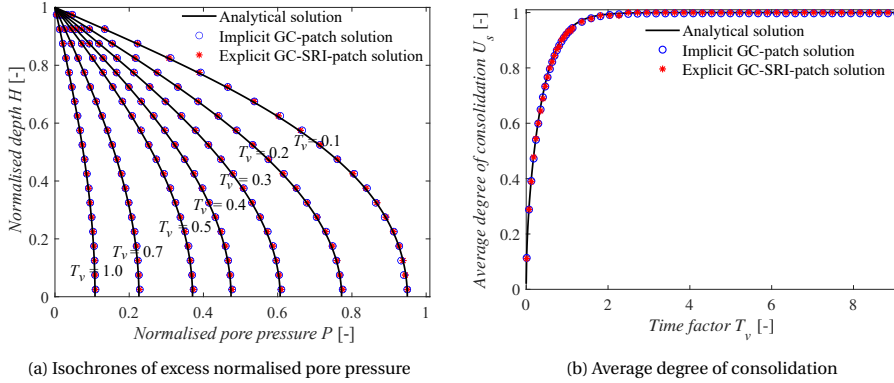 Analytical solution
Implicit GC-patch solution
Explicit GC-SRI-patch solution
1
0.8
0.6
0.4
0.2
0
Normalised depth H [-]
T_v = 0.1
T_v = 0.2
T_v = 0.3
T_v = 0.4
T_v = 0.5
T_v = 0.7
T_v = 1.0
0 0.2 0.4 0.6 0.8 1
Normalised pore pressure P [-]
(a) Isochrones of excess normalised pore pressure
Analytical solution
Implicit GC-patch solution
Explicit GC-SRI-patch solution
1
0.8
0.6
0.4
0.2
0
Average degree of consolidation U_s [-]
0 2 4 6 8
Time factor T_v [-]
(b) Average degree of consolidation